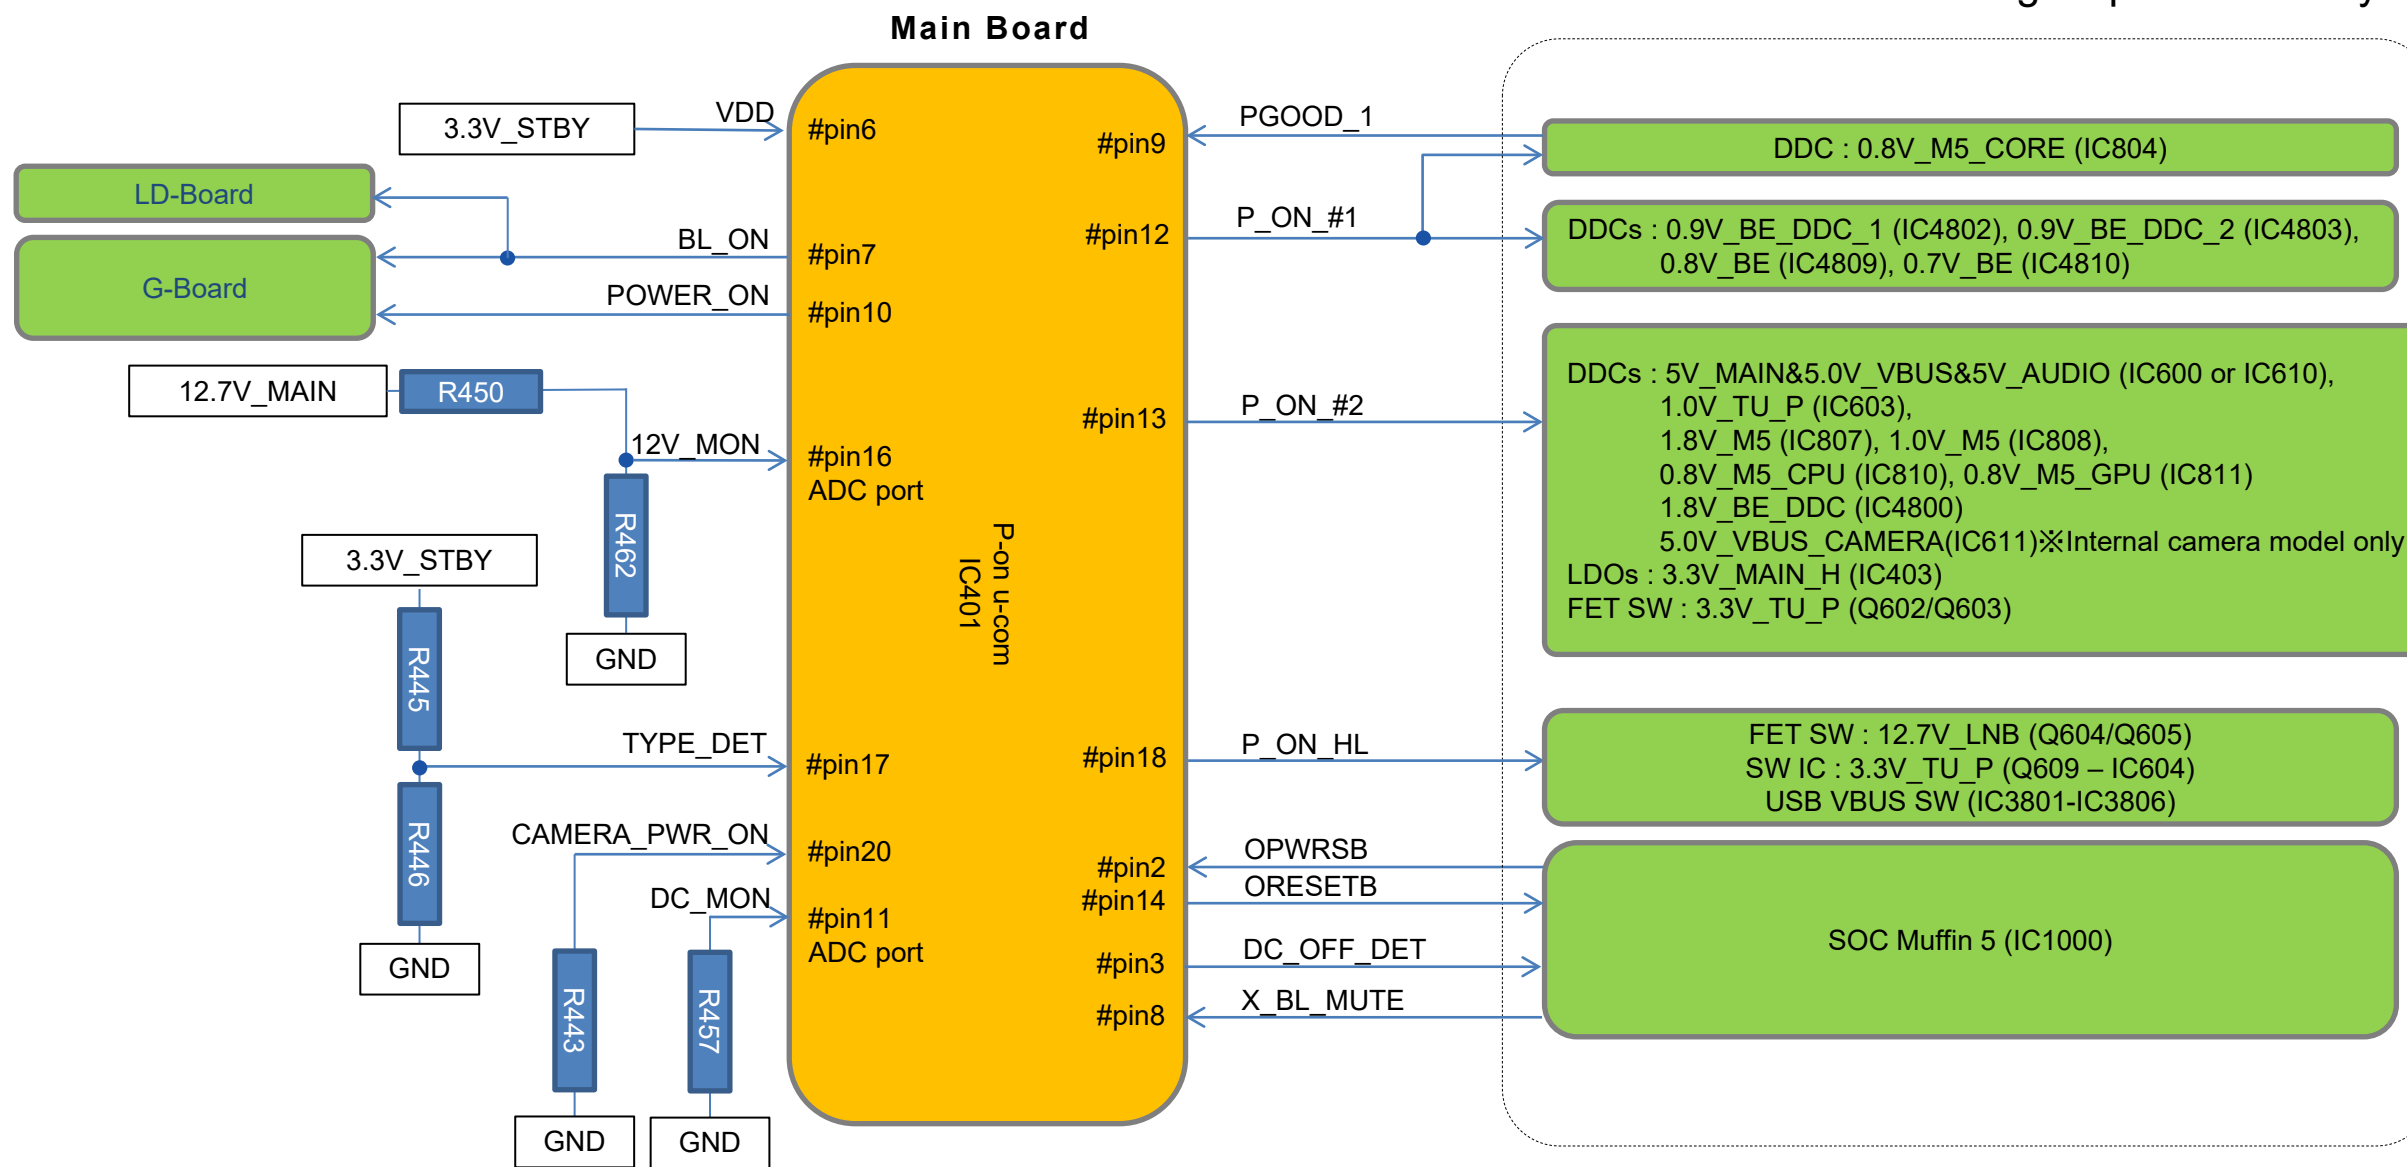 Main Board
3.3V_STBY
VDD
#pin6
LD-Board
G-Board
BL_ON
#pin7
POWER_ON
#pin10
12.7V_MAIN
R450
12V_MON
#pin16
ADC port
R462
GND
3.3V_STBY
R445
TYPE_DET
#pin17
R446
GND
CAMERA_PWR_ON
#pin20
R443
GND
DC_MON
#pin11
ADC port
R457
GND
P-on u-com
IC401
#pin9
PGOOD_1
DDC : 0.8V_M5_CORE (IC804)
#pin12
P_ON_#1
DDCs : 0.9V_BE_DDC_1 (IC4802), 0.9V_BE_DDC_2 (IC4803),
0.8V_BE (IC4809), 0.7V_BE (IC4810)
#pin13
P_ON_#2
DDCs : 5V_MAIN&5.0V_VBUS&5V_AUDIO (IC600 or IC610),
1.0V_TU_P (IC603),
1.8V_M5 (IC807), 1.0V_M5 (IC808),
0.8V_M5_CPU (IC810), 0.8V_M5_GPU (IC811)
1.8V_BE_DDC (IC4800)
5.0V_VBUS_CAMERA(IC611)※Internal camera model only
LDOs : 3.3V_MAIN_H (IC403)
FET SW : 3.3V_TU_P (Q602/Q603)
#pin18
P_ON_HL
FET SW : 12.7V_LNB (Q604/Q605)
SW IC : 3.3V_TU_P (Q609 – IC604)
USB VBUS SW (IC3801-IC3806)
#pin2
OPWRSB
#pin14
ORESETB
#pin3
DC_OFF_DET
#pin8
X_BL_MUTE
SOC Muffin 5 (IC1000)